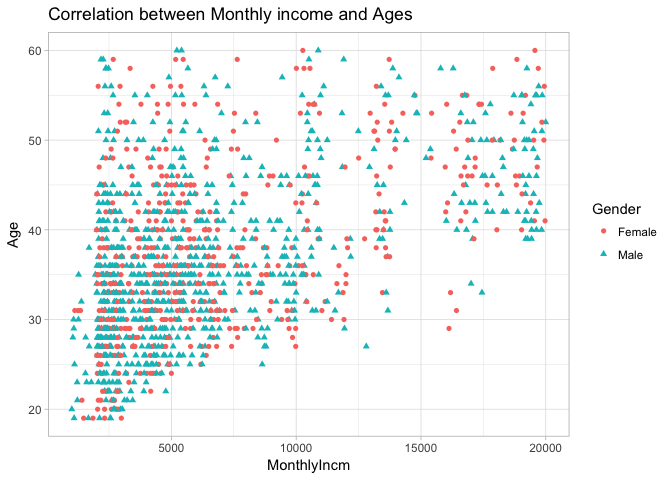 Correlation between Monthly income and Ages
60
50
40
30
20
Age
5000
10000
15000
20000
MonthlyIncm
Gender
Female
Male